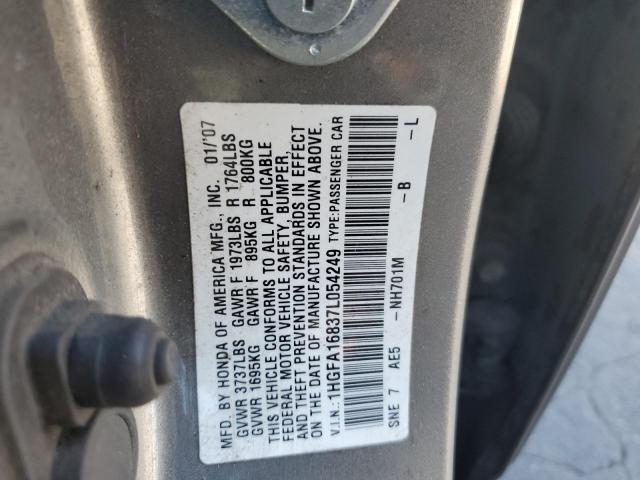 MFD. BY HONDA OF AMERICA MFG., INC. 01/'07
GVWR 3737LBS GAWR F 1973LBS R 1764LBS
GVWR 1695KG GAWR F 895KG R 800KG
THIS VEHICLE CONFORMS TO ALL APPLICABLE
FEDERAL MOTOR VEHICLE SAFETY, BUMPER,
AND THEFT PREVENTION STANDARDS IN EFFECT
ON THE DATE OF MANUFACTURE SHOWN ABOVE.
V.I.N.: 1HGFA16837L054249 TYPE: PASSENGER CAR
SNE 7 AE5 -NH701M -B -L